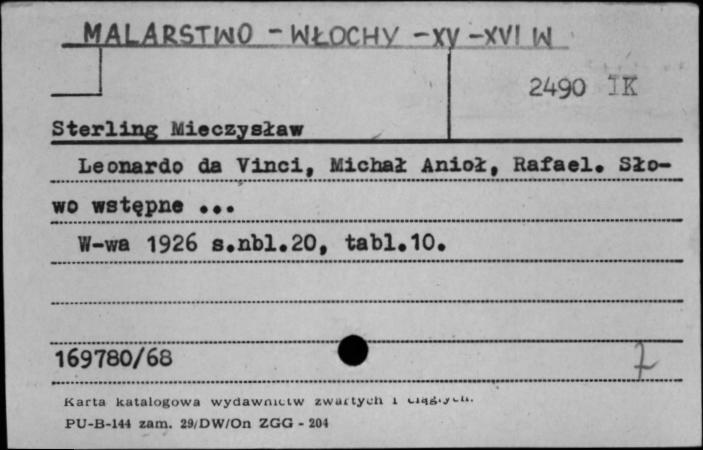 MALARSTWO - WŁOCHY - XV - XVI W
2490 IK
Sterling Mieczysław
Leonardo da Vinci, Michał Anioł, Rafael. Sło-
wo wstępne ...
W-wa 1926 s.nbl.20, tabl.10.
169780/68
Karta katalogowa wydawnictw zwartych i ciągłych.
PU-B-144 zam. 29/DW/On ZGG - 204